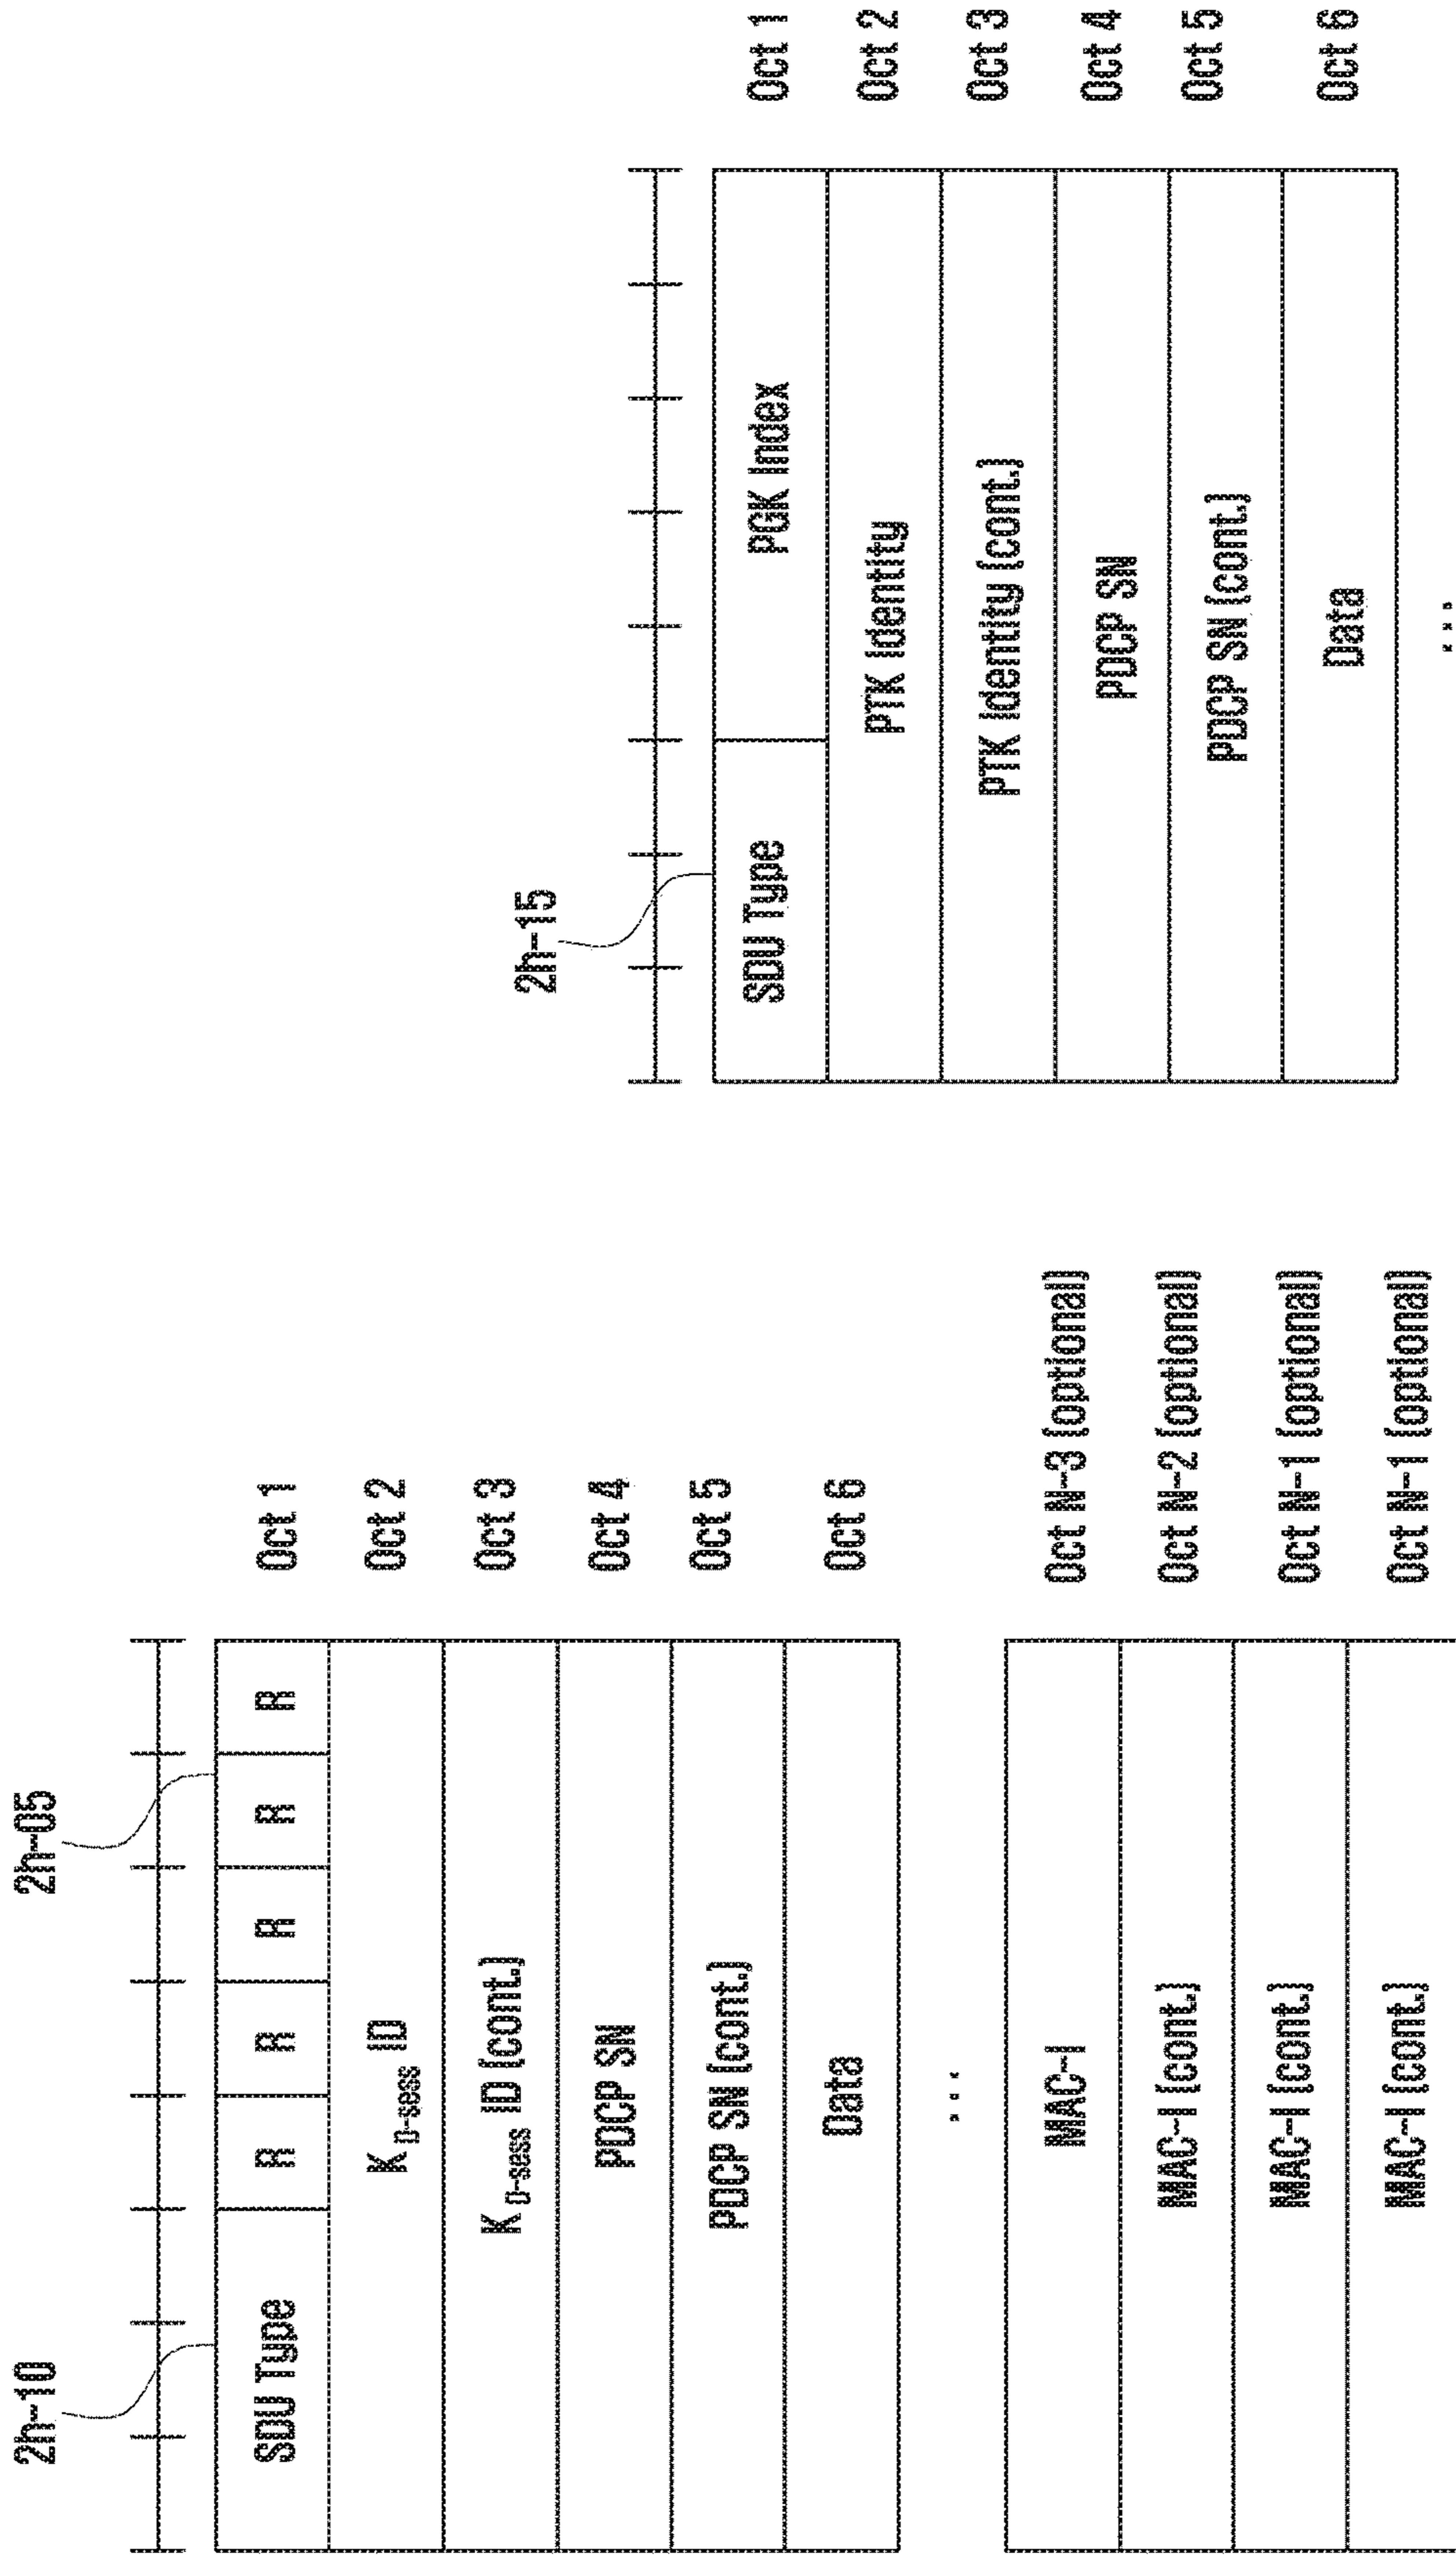 2h-10
2h-05
SDU Type R R R R R Oct 1
K D-sess ID Oct 2
K D-sess ID (cont.) Oct 3
PDCP SN Oct 4
PDCP SN (cont.) Oct 5
Data Oct 6
...
MAC-I Oct N-3 (optional)
MAC-I (cont.) Oct N-2 (optional)
MAC-I (cont.) Oct N-1 (optional)
MAC-I (cont.) Oct N-1 (optional)
2h-15
SDU Type PGK Index Oct 1
PTK Identity Oct 2
PTK Identity (cont.) Oct 3
PDCP SN Oct 4
PDCP SN (cont.) Oct 5
Data Oct 6
...